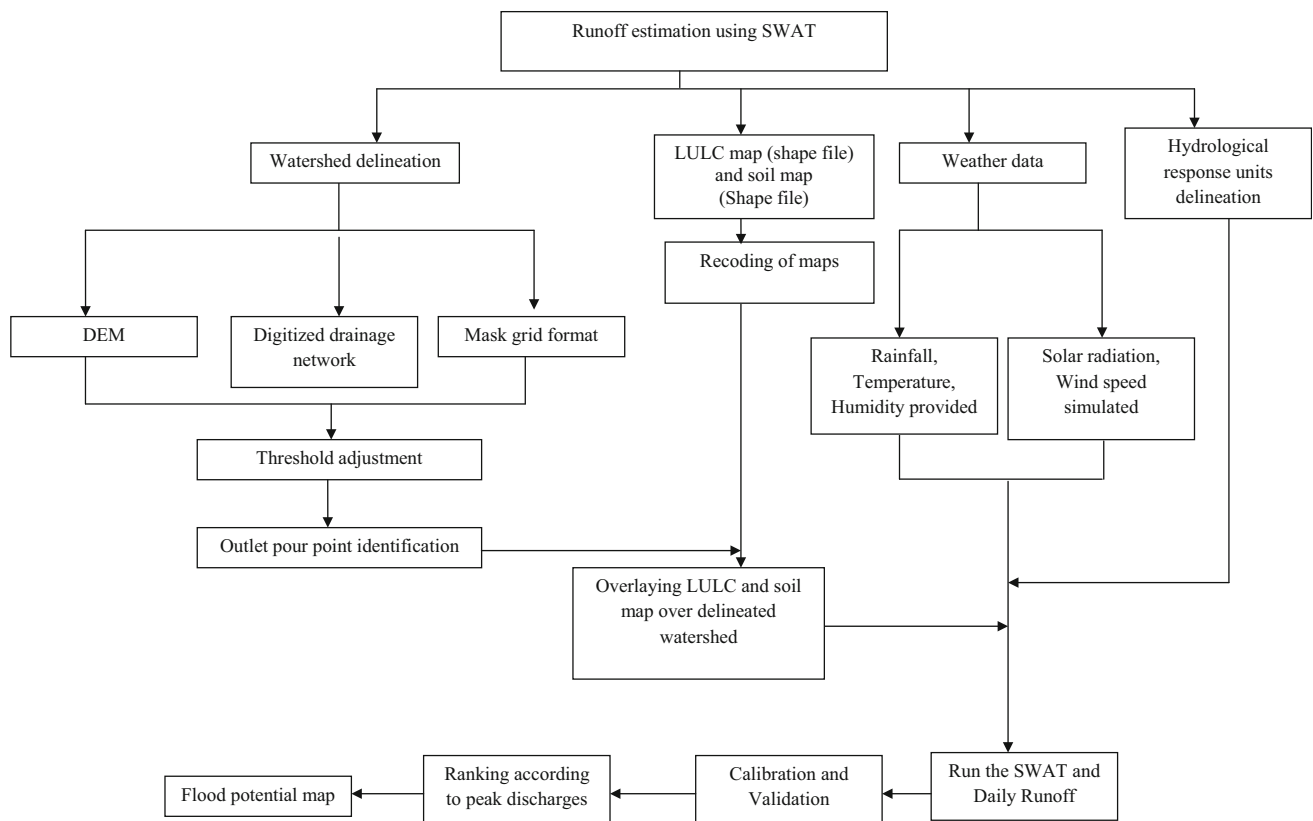 Runoff estimation using SWAT
Watershed delineation
LULC map (shape file)
and soil map
(Shape file)
Weather data
Hydrological
response units
delineation
Recoding of maps
DEM
Digitized drainage
network
Mask grid format
Rainfall,
Temperature,
Humidity provided
Solar radiation,
Wind speed
simulated
Threshold adjustment
Outlet pour point identification
Overlaying LULC and soil
map over delineated
watershed
Run the SWAT and
Daily Runoff
Calibration and
Validation
Ranking according
to peak discharges
Flood potential map